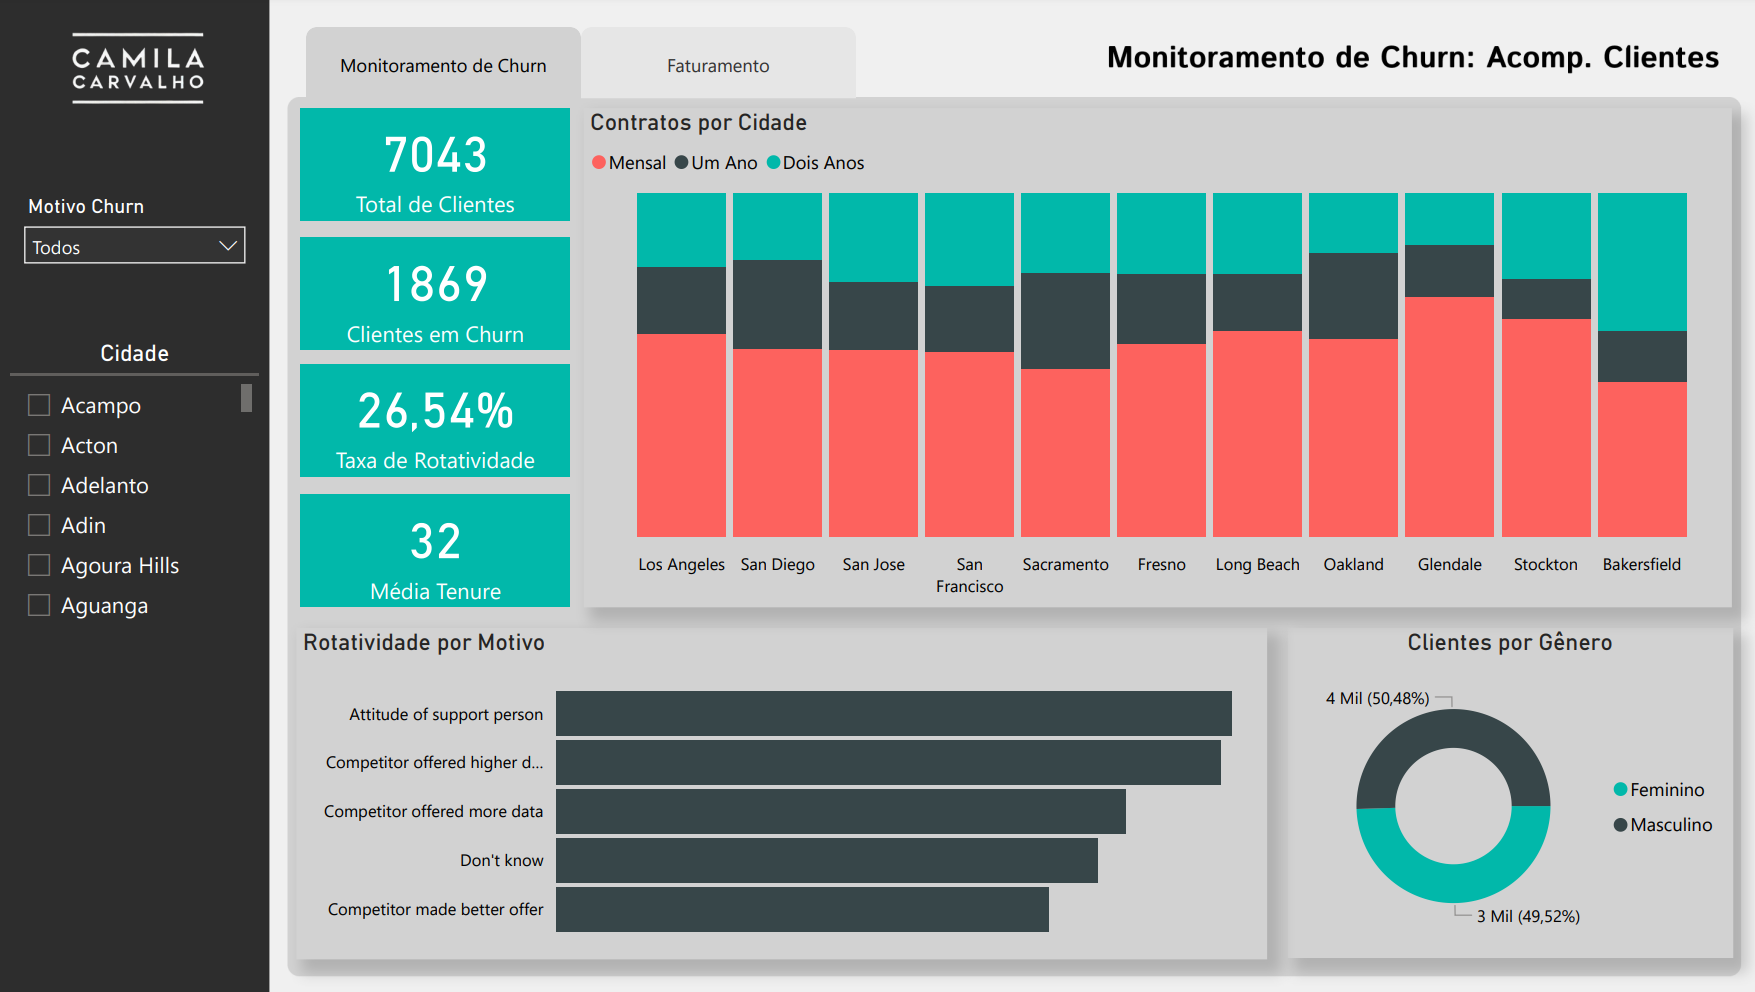 CAMILA
CARVALHO
Motivo Churn
Todos
Cidade
Acampo
Acton
Adelanto
Adin
Agoura Hills
Aguanga
Monitoramento de Churn
Faturamento
Monitoramento de Churn: Acomp. Clientes
7043
Total de Clientes
1869
Clientes em Churn
26,54%
Taxa de Rotatividade
32
Média Tenure
Contratos por Cidade
Mensal Um Ano Dois Anos
Los Angeles San Diego San Jose San Francisco Sacramento Fresno Long Beach Oakland Glendale Stockton Bakersfield
Rotatividade por Motivo
Attitude of support person
Competitor offered higher d...
Competitor offered more data
Don't know
Competitor made better offer
Clientes por Gênero
4 Mil (50,48%)
3 Mil (49,52%)
Feminino
Masculino